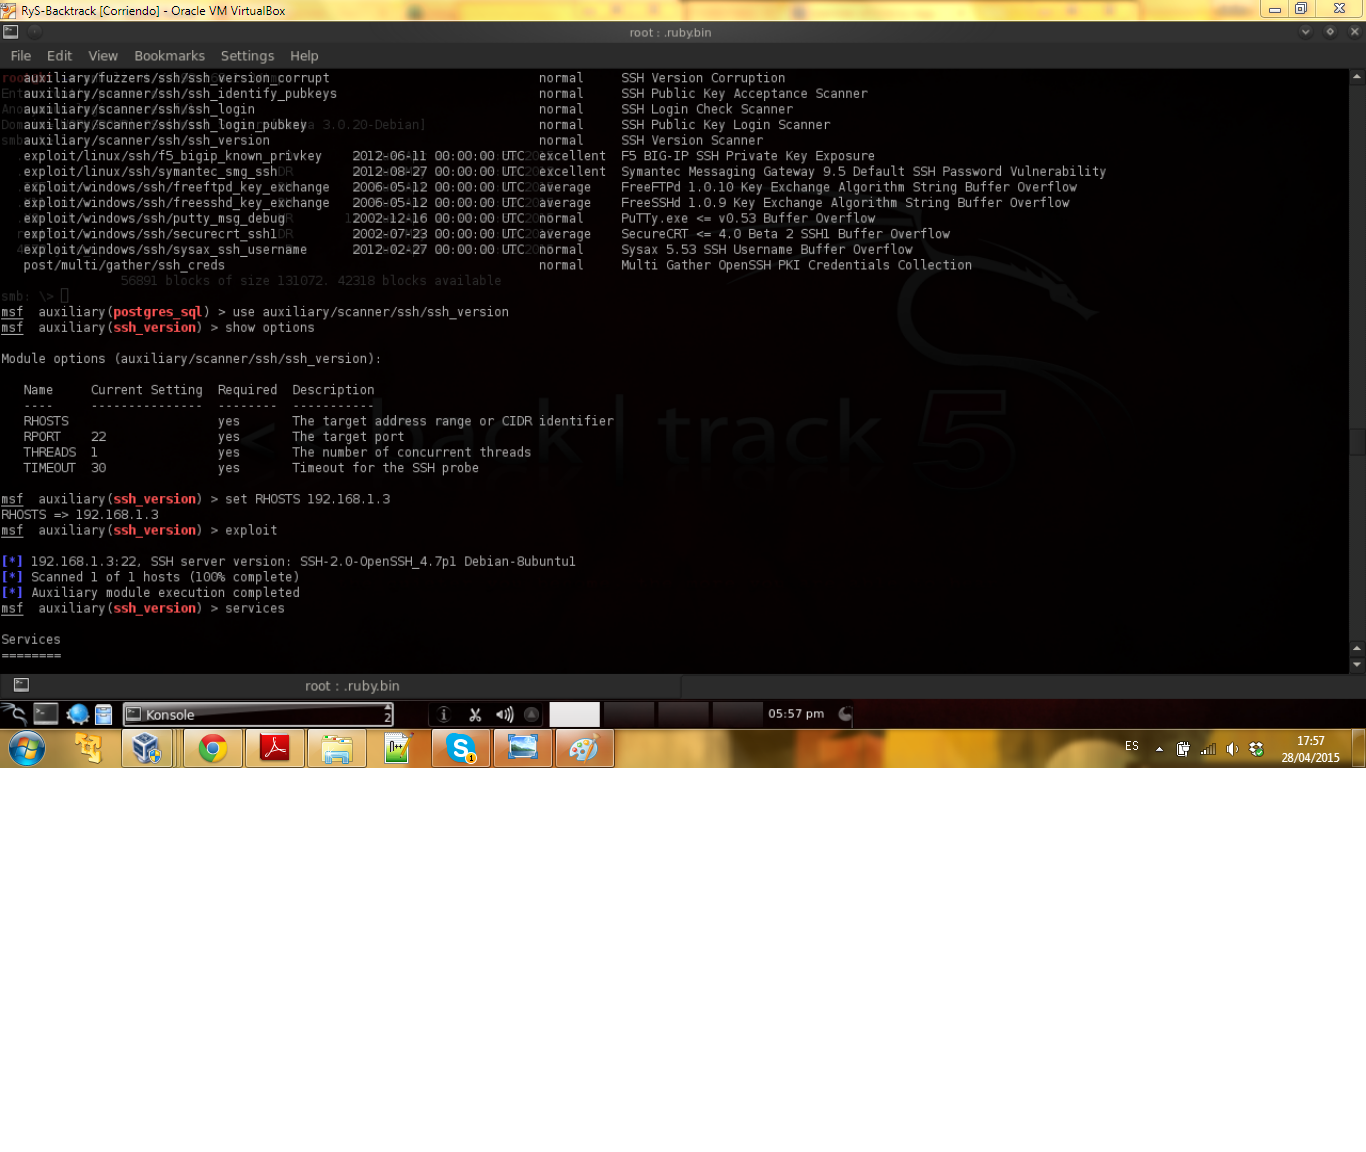 RyS-Backtrack [Corriendo] - Oracle VM VirtualBox
root : .ruby.bin
File Edit View Bookmarks Settings Help
auxiliary/fuzzers/ssh/ssh_version_corrupt normal SSH Version Corruption
auxiliary/scanner/ssh/ssh_identify_pubkeys normal SSH Public Key Acceptance Scanner
auxiliary/scanner/ssh/ssh_login normal SSH Login Check Scanner
auxiliary/scanner/ssh/ssh_login_pubkey normal SSH Public Key Login Scanner
auxiliary/scanner/ssh/ssh_version normal SSH Version Scanner
exploit/linux/ssh/f5_bigip_known_privkey 2012-06-11 00:00:00 UTC excellent F5 BIG-IP SSH Private Key Exposure
exploit/linux/ssh/symantec_smg_ssh 2012-08-27 00:00:00 UTC excellent Symantec Messaging Gateway 9.5 Default SSH Password Vulnerability
exploit/windows/ssh/freeftpd_key_exchange 2006-05-12 00:00:00 UTC average FreeFTPd 1.0.10 Key Exchange Algorithm String Buffer Overflow
exploit/windows/ssh/freesshd_key_exchange 2006-05-12 00:00:00 UTC average FreeSSHd 1.0.9 Key Exchange Algorithm String Buffer Overflow
exploit/windows/ssh/putty_msg_debug 2002-12-16 00:00:00 UTC normal PuTTy.exe <= v0.53 Buffer Overflow
exploit/windows/ssh/securecrt_ssh1 2002-07-23 00:00:00 UTC average SecureCRT <= 4.0 Beta 2 SSH1 Buffer Overflow
exploit/windows/ssh/sysax_ssh_username 2012-02-27 00:00:00 UTC normal Sysax 5.53 SSH Username Buffer Overflow
post/multi/gather/ssh_creds normal Multi Gather OpenSSH PKI Credentials Collection
56891 blocks of size 131072. 42318 blocks available
smb: \>
msf auxiliary(postgres_sql) > use auxiliary/scanner/ssh/ssh_version
msf auxiliary(ssh_version) > show options
Module options (auxiliary/scanner/ssh/ssh_version):
Name Current Setting Required Description
---- --------------- -------- -----------
RHOSTS yes The target address range or CIDR identifier
RPORT 22 yes The target port
THREADS 1 yes The number of concurrent threads
TIMEOUT 30 yes Timeout for the SSH probe
<< back | track 5
msf auxiliary(ssh_version) > set RHOSTS 192.168.1.3
RHOSTS => 192.168.1.3
msf auxiliary(ssh_version) > exploit
[*] 192.168.1.3:22, SSH server version: SSH-2.0-OpenSSH_4.7p1 Debian-8ubuntu1
[*] Scanned 1 of 1 hosts (100% complete)
[*] Auxiliary module execution completed
msf auxiliary(ssh_version) > services
Services
========
root : .ruby.bin
Konsole 2
05:57 pm
ES
17:57
28/04/2015